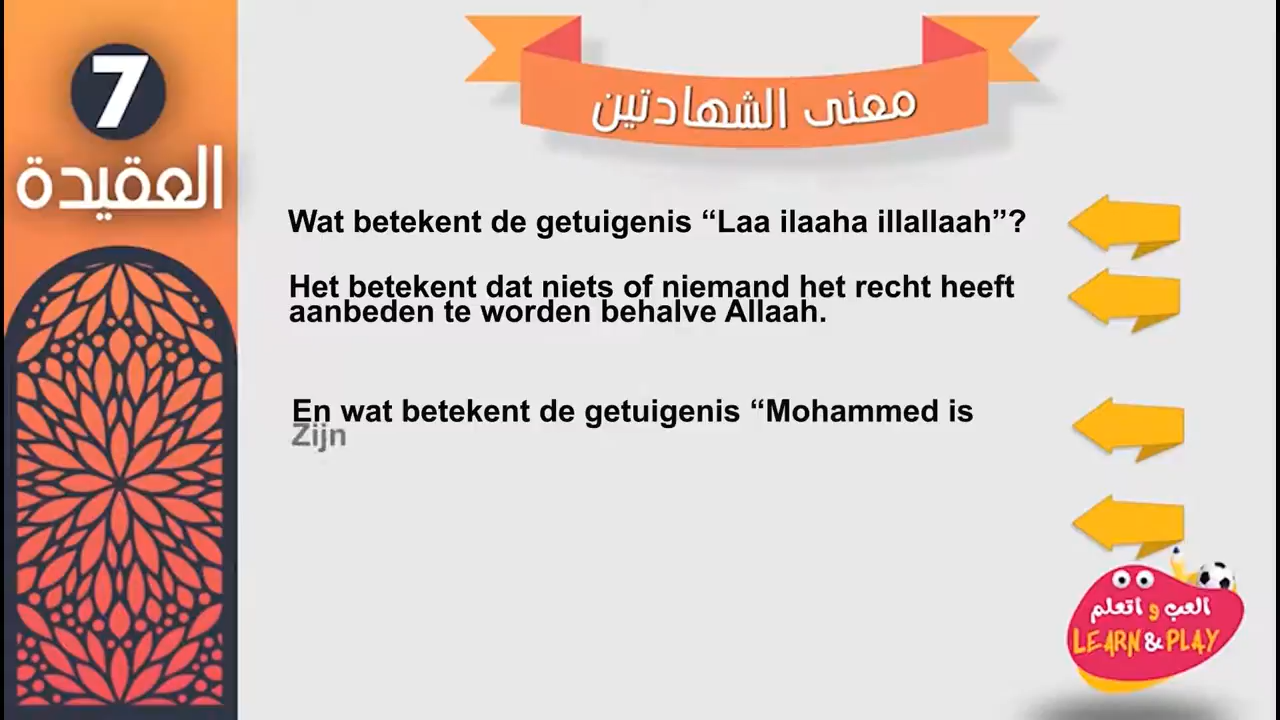 7
العقيدة
معنى الشهادتين
Wat betekent de getuigenis “Laa ilaaha illallaah”?
Het betekent dat niets of niemand het recht heeft
aanbeden te worden behalve Allaah.
En wat betekent de getuigenis “Mohammed is
Zijn
العب و اتعلم
LEARN & PLAY